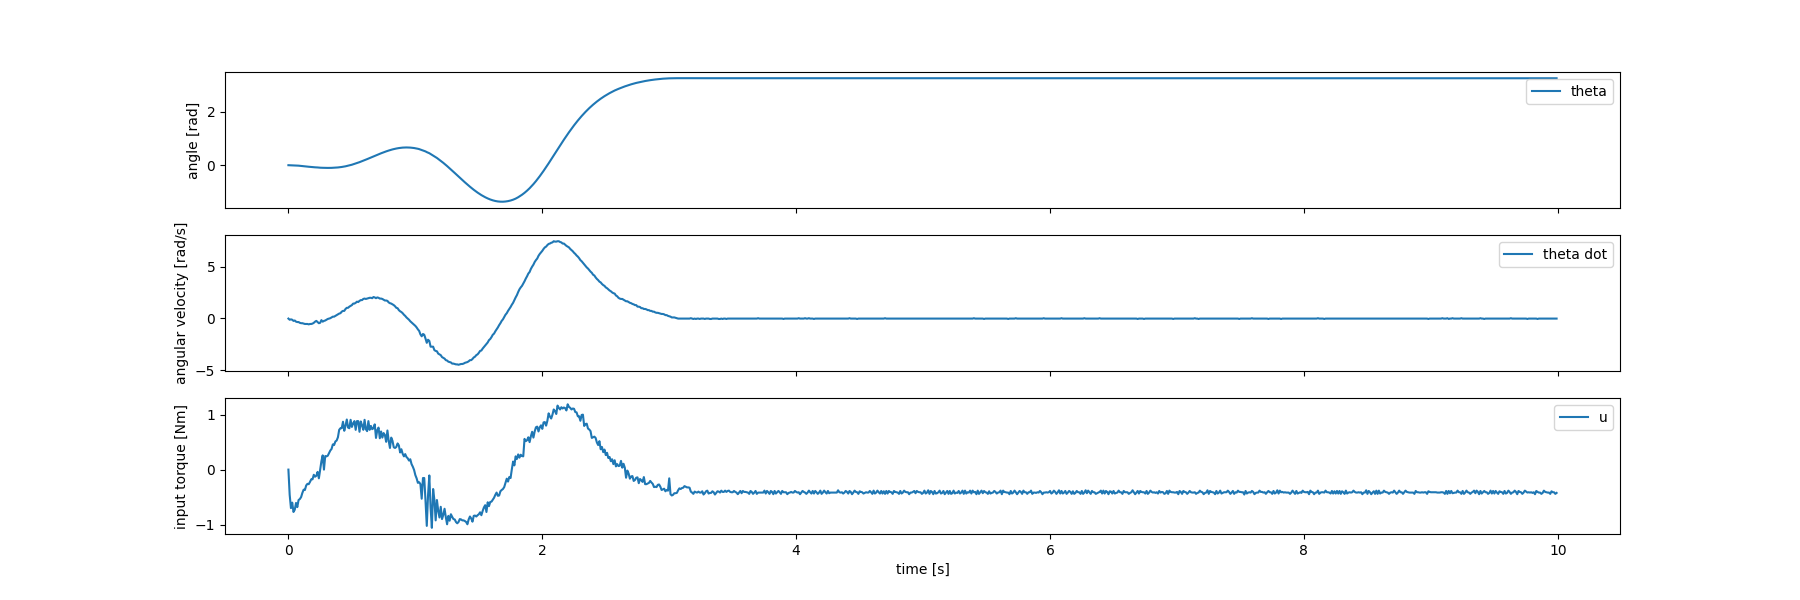 angle [rad]
2
0
theta
angular velocity [rad/s]
5
0
−5
theta dot
input torque [Nm]
1
0
−1
u
0 2 4 6 8 10
time [s]